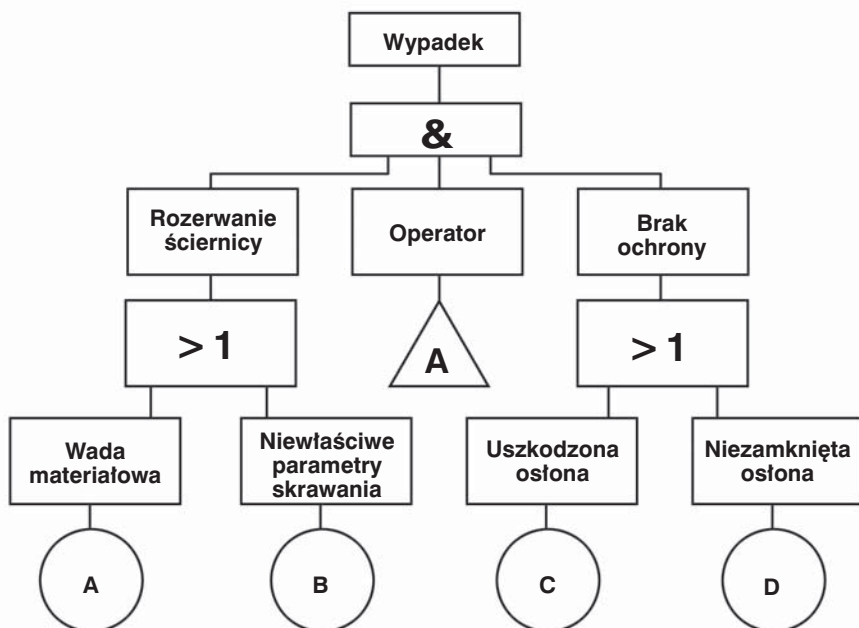 Wypadek
&
Rozerwanie
ściernicy
Operator
Brak
ochrony
> 1
A
> 1
Wada
materiałowa
Niewłaściwe
parametry
skrawania
Uszkodzona
osłona
Niezamknięta
osłona
A
B
C
D